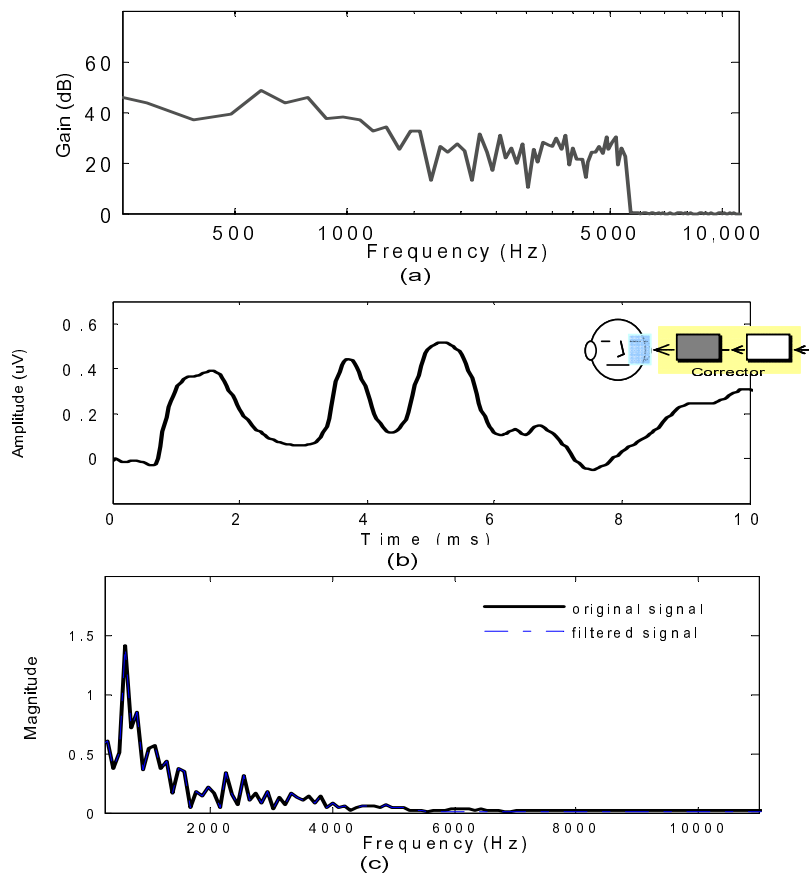 60
40
20
0
Gain (dB)
500 1000 5000 10,000
Frequency (Hz)
(a)
0.6
0.4
0.2
0
Amplitude (uV)
Corrector
0 2 4 6 8 10
Time (ms)
(b)
1.5
1
0.5
0
Magnitude
original signal
filtered signal
2000 4000 6000 8000 10000
Frequency (Hz)
(c)